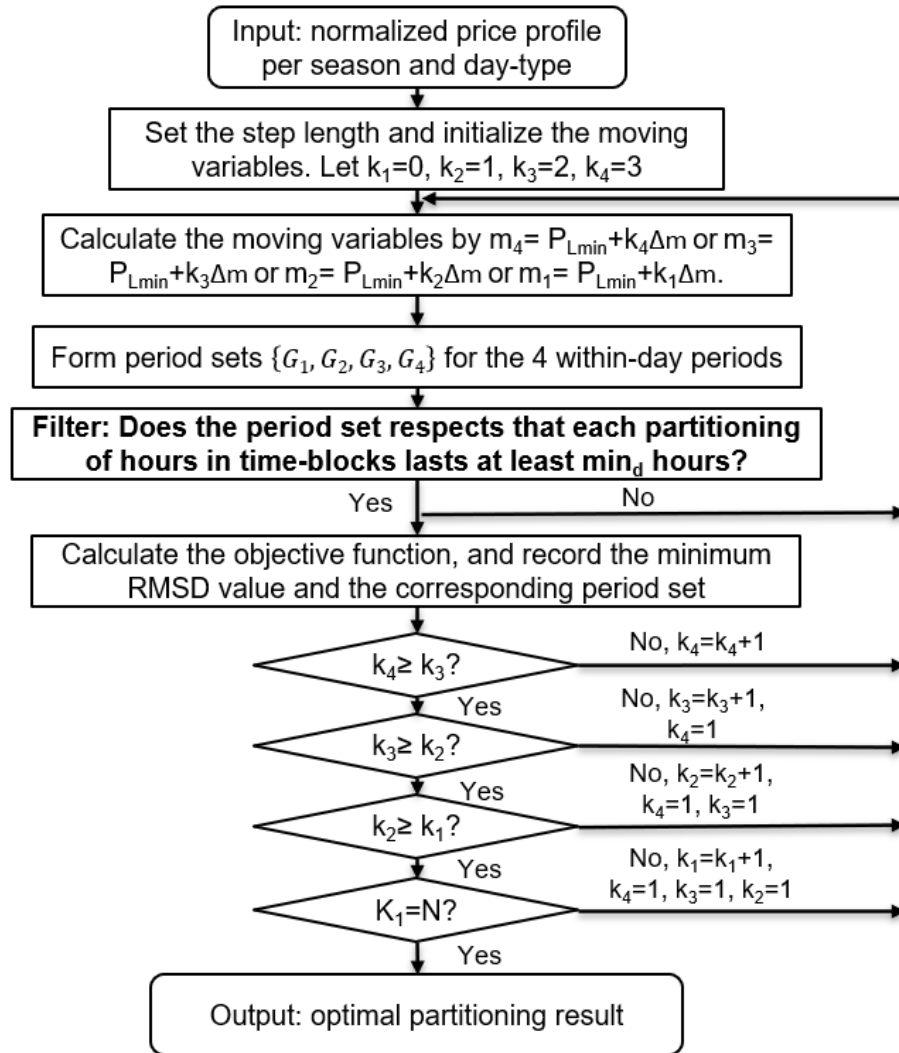 Input: normalized price profile
per season and day-type
Set the step length and initialize the moving
variables. Let k₁=0, k₂=1, k₃=2, k₄=3
Calculate the moving variables by m₄= P_Lmin+k₄Δm or m₃=
P_Lmin+k₃Δm or m₂= P_Lmin+k₂Δm or m₁= P_Lmin+k₁Δm.
Form period sets {G₁, G₂, G₃, G₄} for the 4 within-day periods
Filter: Does the period set respects that each partitioning
of hours in time-blocks lasts at least min_d hours?
Yes
No
Calculate the objective function, and record the minimum
RMSD value and the corresponding period set
k₄≥ k₃?
No, k₄=k₄+1
Yes
k₃≥ k₂?
No, k₃=k₃+1,
k₄=1
Yes
k₂≥ k₁?
No, k₂=k₂+1,
k₄=1, k₃=1
Yes
K₁=N?
No, k₁=k₁+1,
k₄=1, k₃=1, k₂=1
Yes
Output: optimal partitioning result